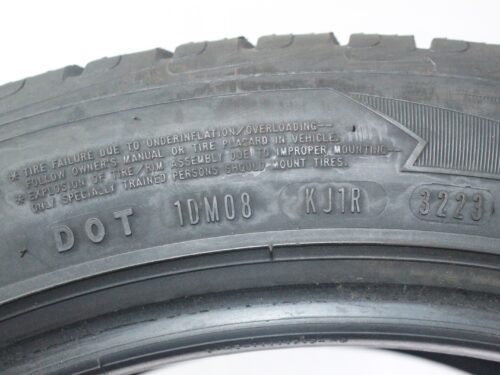 * TIRE FAILURE DUE TO UNDERINFLATION/OVERLOADING-
FOLLOW OWNER'S MANUAL OR TIRE PLACARD IN VEHICLE.
* EXPLOSION OF TIRE/RIM ASSEMBLY DUE TO IMPROPER MOUNTING-
ONLY SPECIALLY TRAINED PERSONS SHOULD MOUNT TIRES.
DOT 1DM08 KJ1R 3223